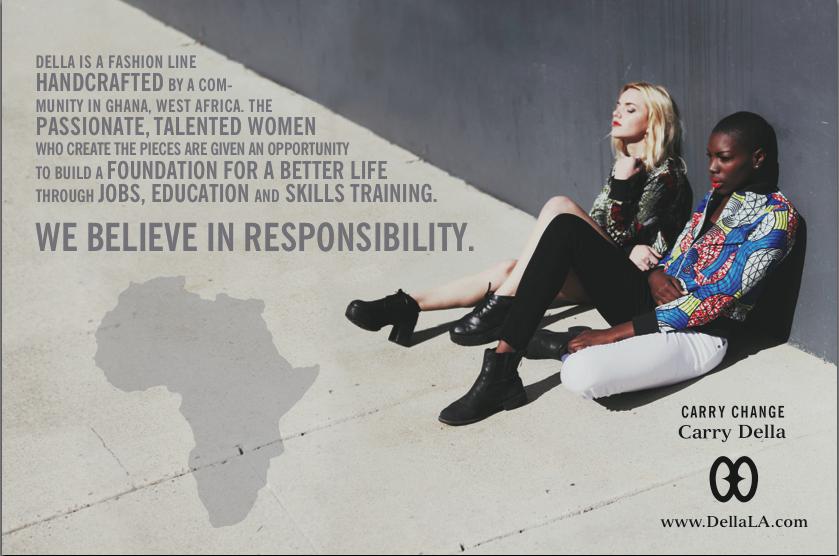 DELLA IS A FASHION LINE
HANDCRAFTED BY A COM-
MUNITY IN GHANA, WEST AFRICA. THE
PASSIONATE, TALENTED WOMEN
WHO CREATE THE PIECES ARE GIVEN AN OPPORTUNITY
TO BUILD A FOUNDATION FOR A BETTER LIFE
THROUGH JOBS, EDUCATION AND SKILLS TRAINING.
WE BELIEVE IN RESPONSIBILITY.
CARRY CHANGE
Carry Della
www.DellaLA.com